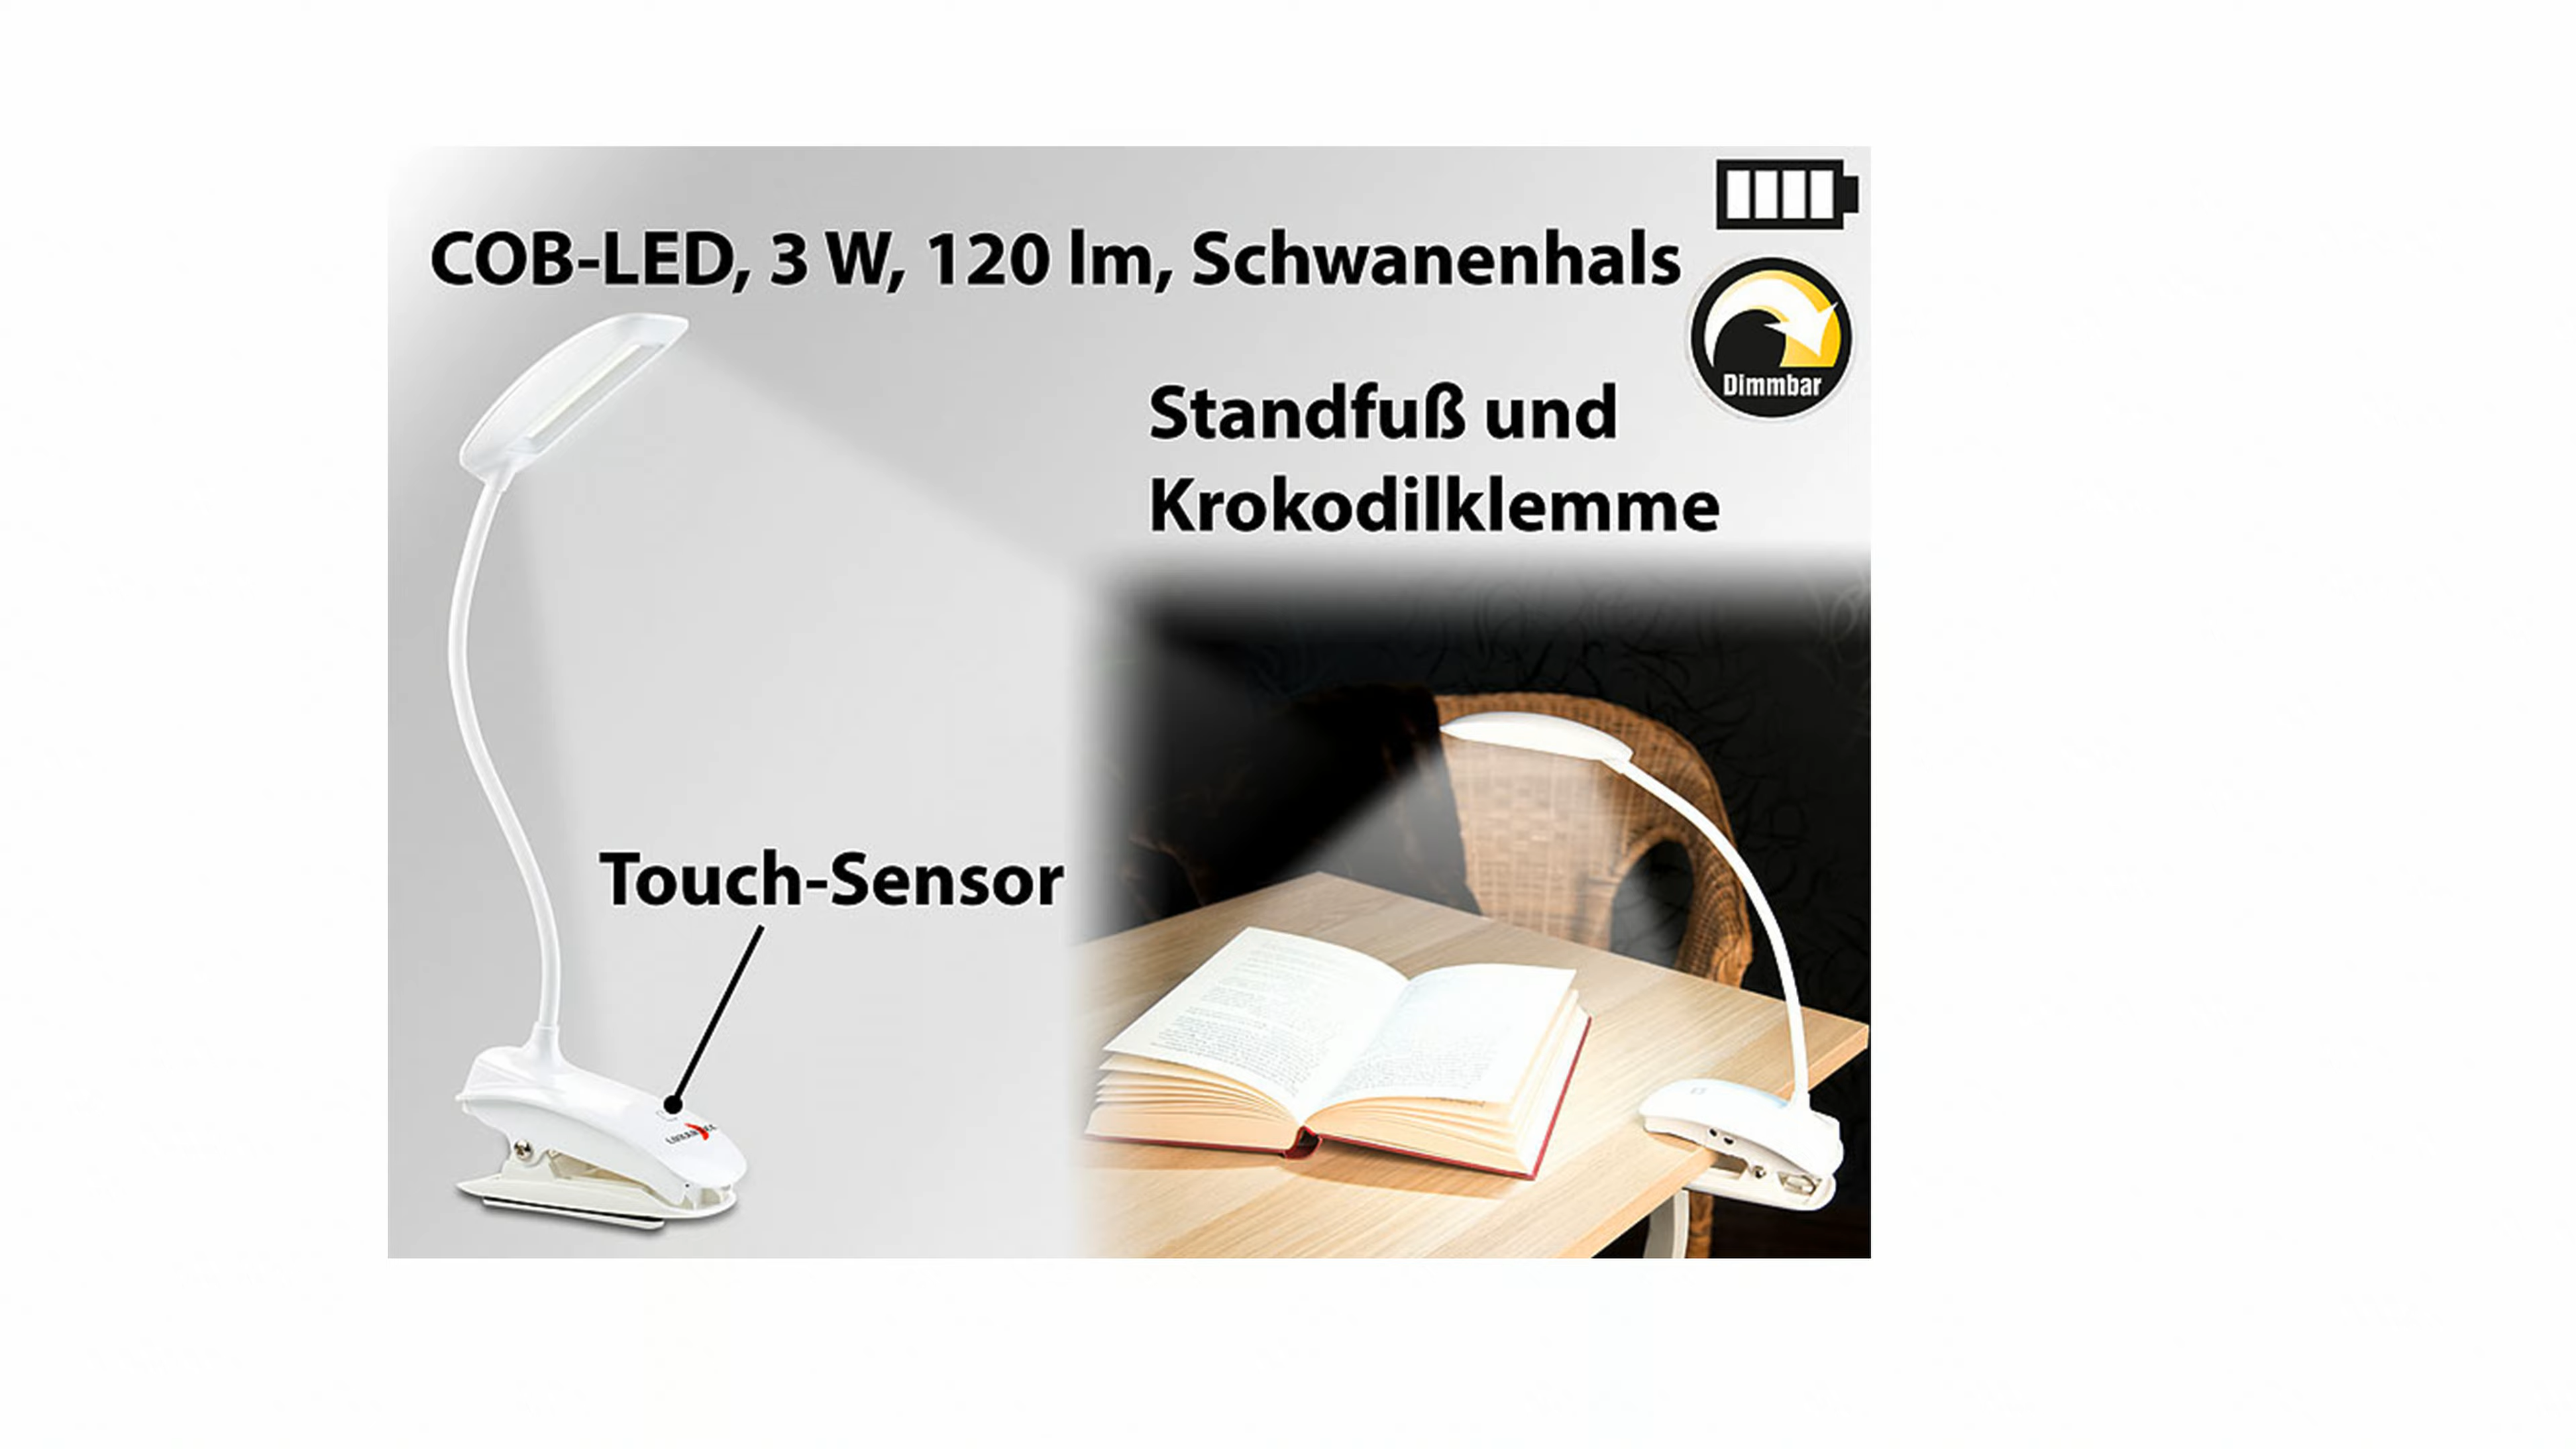 COB-LED, 3 W, 120 lm, Schwanenhals
Dimmbar
Standfuß und
Krokodilklemme
Touch-Sensor